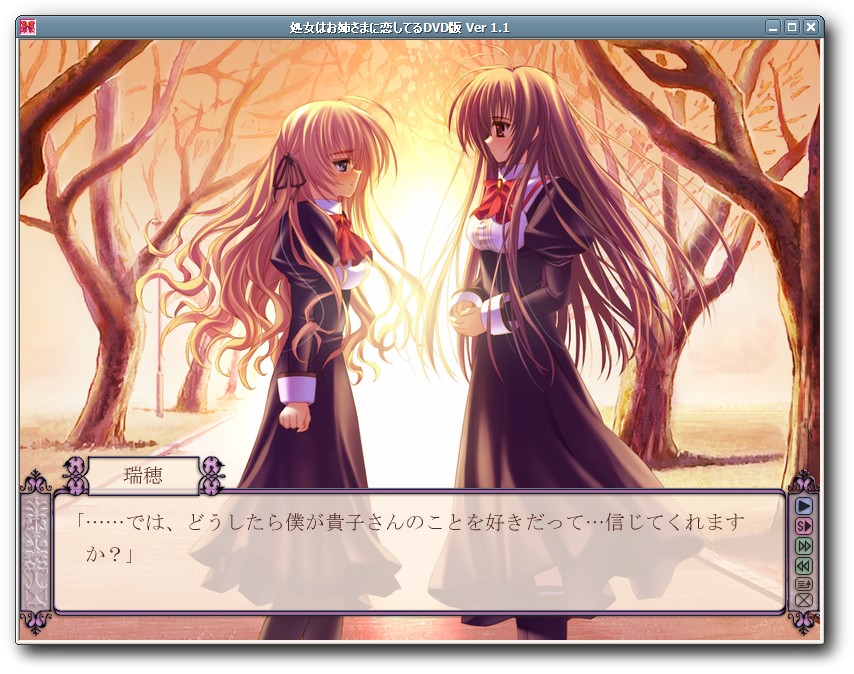 処女はお姉さまに恋してるDVD版 Ver 1.1
瑞穂
「……では、どうしたら僕が貴子さんのことを好きだって…信じてくれます
か？」
S